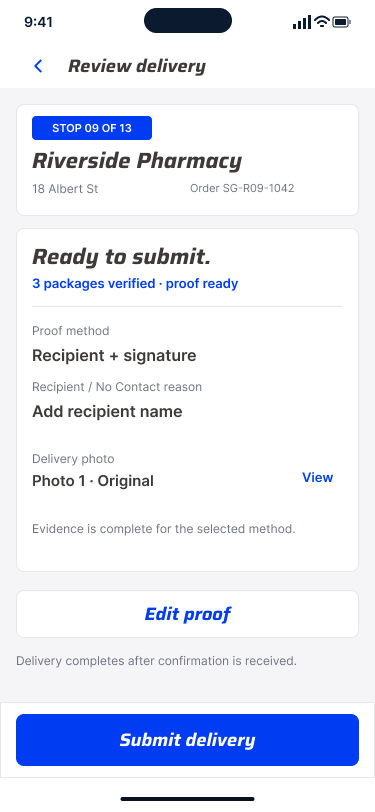 9:41
Review delivery
STOP 09 OF 13
Riverside Pharmacy
18 Albert St
Order SG-R09-1042
Ready to submit.
3 packages verified · proof ready
Proof method
Recipient + signature
Recipient / No Contact reason
Add recipient name
Delivery photo
Photo 1 · Original
View
Evidence is complete for the selected method.
Edit proof
Delivery completes after confirmation is received.
Submit delivery